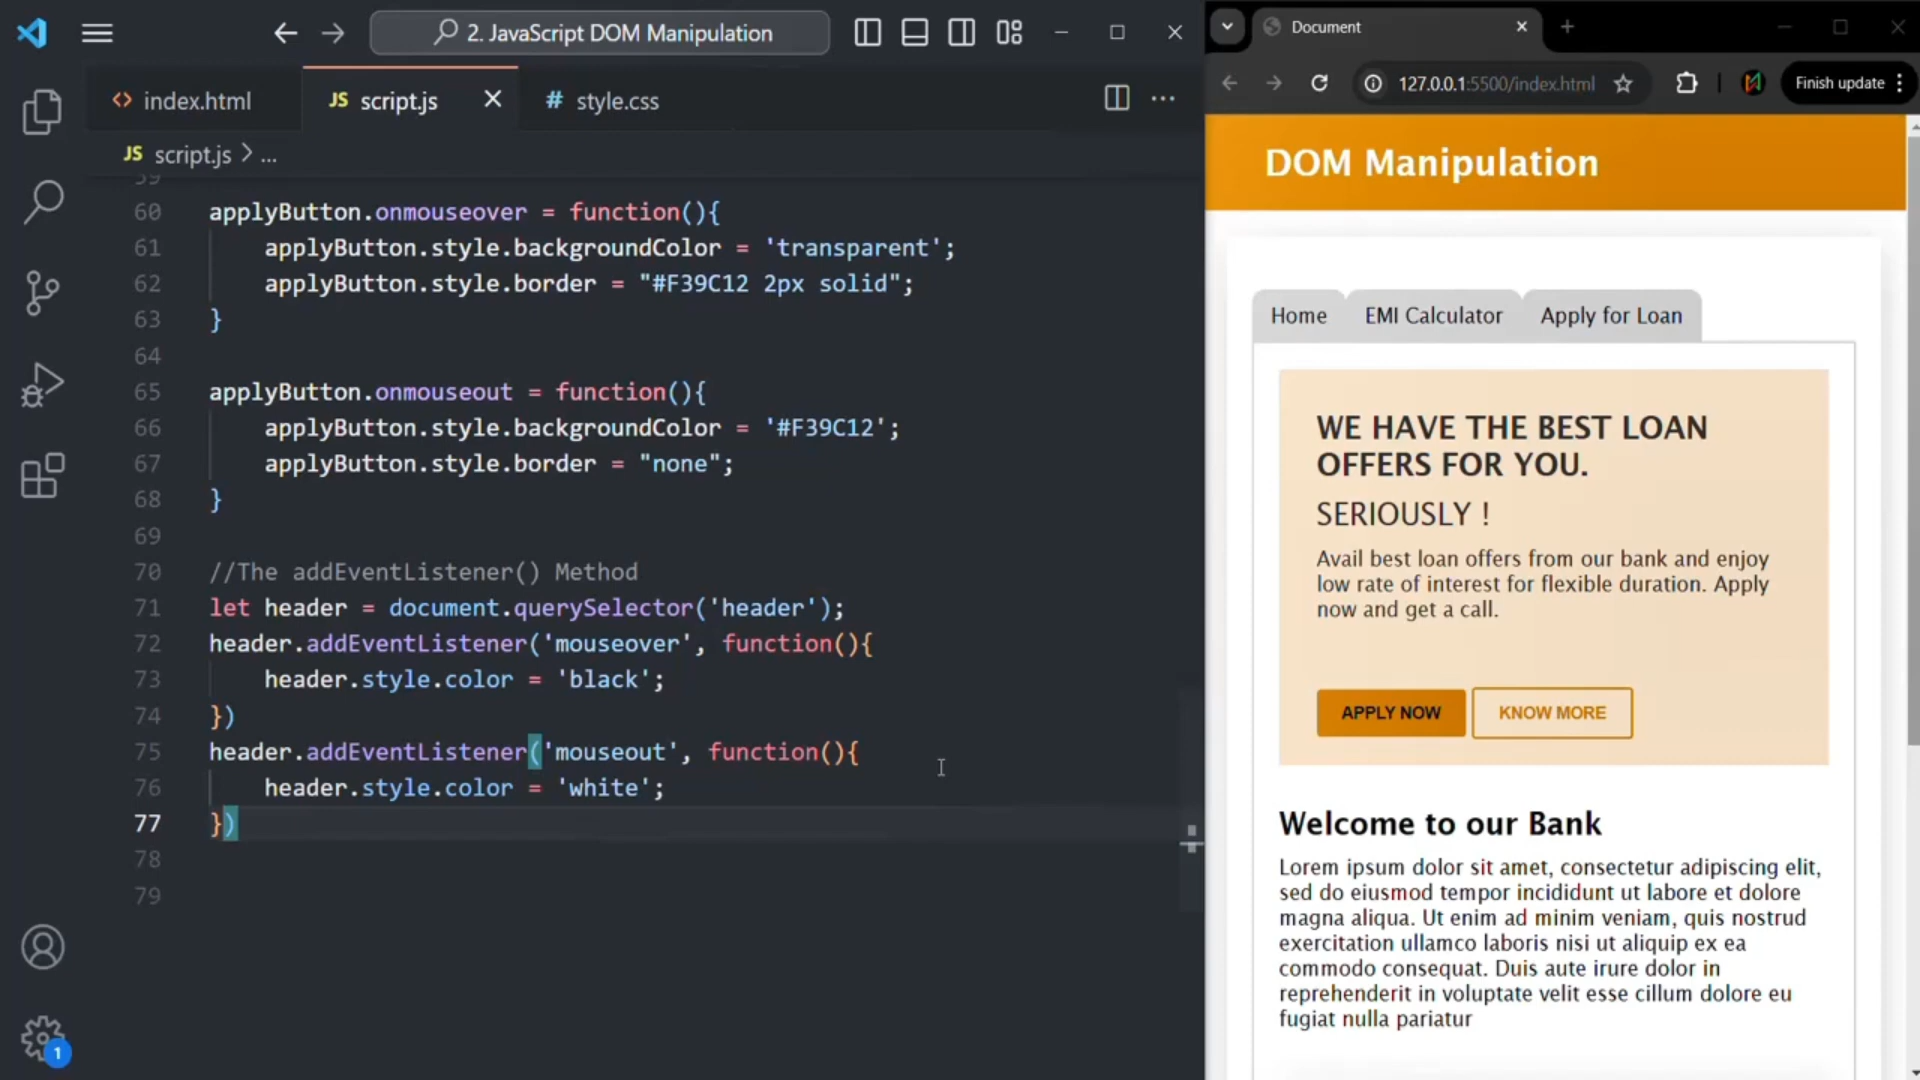 2. JavaScript DOM Manipulation
index.html
JS script.js
# style.css
JS script.js > ...
59
60 applyButton.onmouseover = function(){
61 applyButton.style.backgroundColor = 'transparent';
62 applyButton.style.border = "#F39C12 2px solid";
63 }
64
65 applyButton.onmouseout = function(){
66 applyButton.style.backgroundColor = '#F39C12';
67 applyButton.style.border = "none";
68 }
69
70 //The addEventListener() Method
71 let header = document.querySelector('header');
72 header.addEventListener('mouseover', function(){
73 header.style.color = 'black';
74 })
75 header.addEventListener('mouseout', function(){
76 header.style.color = 'white';
77 })
78
79
1
Document
127.0.0.1:5500/index.html
Finish update
DOM Manipulation
Home EMI Calculator Apply for Loan
WE HAVE THE BEST LOAN
OFFERS FOR YOU.
SERIOUSLY !
Avail best loan offers from our bank and enjoy
low rate of interest for flexible duration. Apply
now and get a call.
APPLY NOW KNOW MORE
Welcome to our Bank
Lorem ipsum dolor sit amet, consectetur adipiscing elit,
sed do eiusmod tempor incididunt ut labore et dolore
magna aliqua. Ut enim ad minim veniam, quis nostrud
exercitation ullamco laboris nisi ut aliquip ex ea
commodo consequat. Duis aute irure dolor in
reprehenderit in voluptate velit esse cillum dolore eu
fugiat nulla pariatur